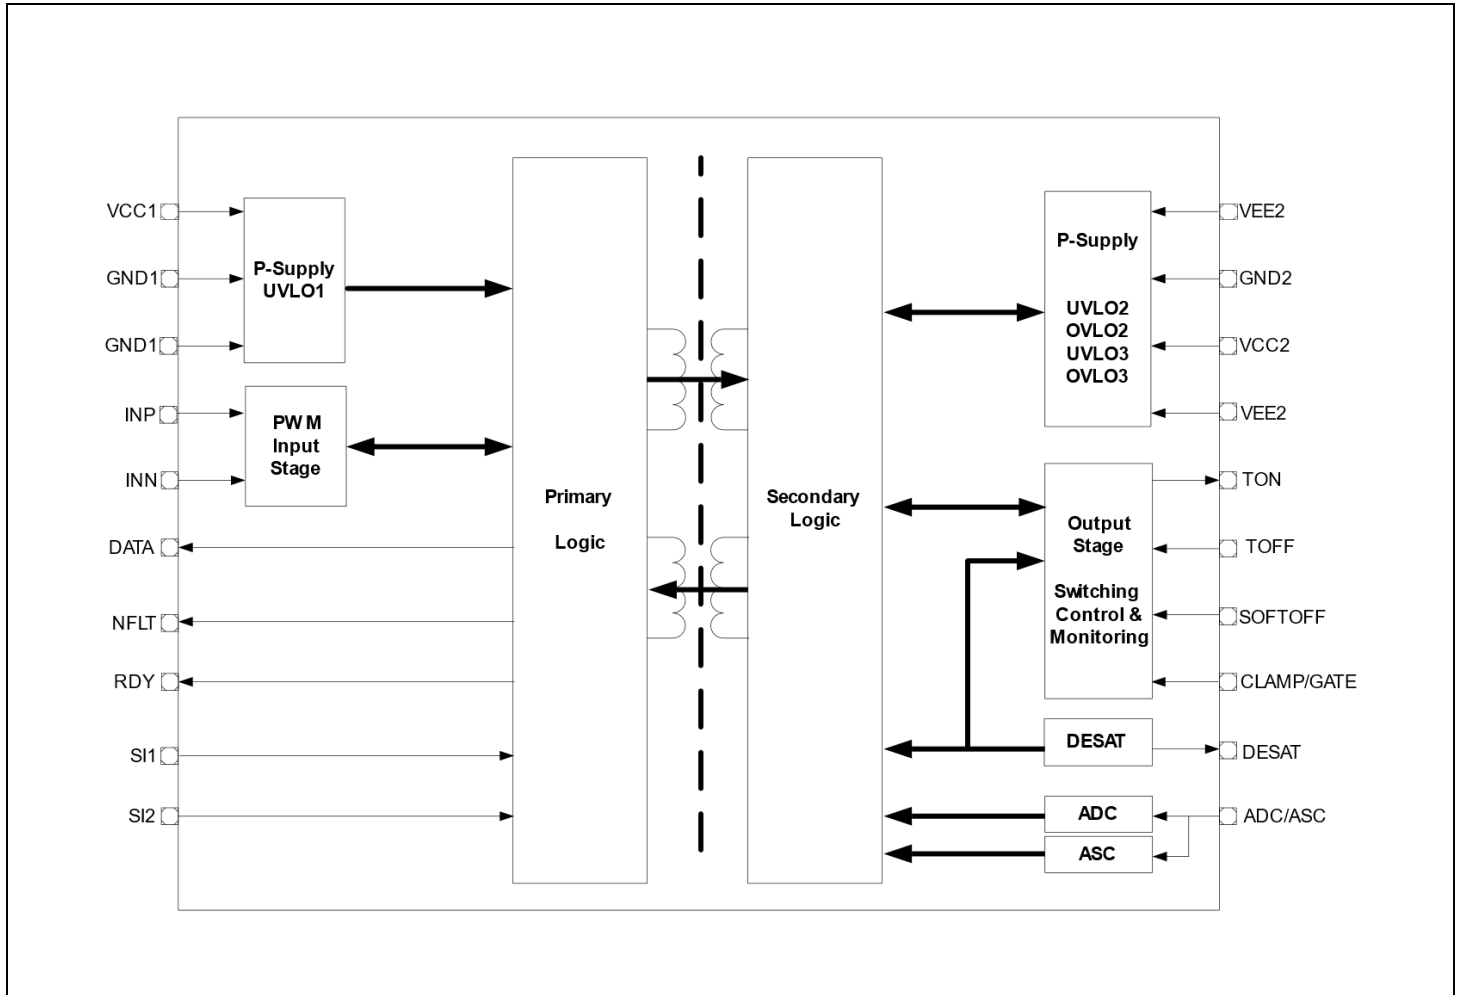 VCC1
GND1
GND1
INP
INN
DATA
NFLT
RDY
SI1
SI2
P-Supply
UVLO1
PWM
Input
Stage
Primary
Logic
Secondary
Logic
P-Supply
UVLO2
OVLO2
UVLO3
OVLO3
Output
Stage
Switching
Control &
Monitoring
DESAT
ADC
ASC
VEE2
GND2
VCC2
VEE2
TON
TOFF
SOFTOFF
CLAMP/GATE
DESAT
ADC/ASC